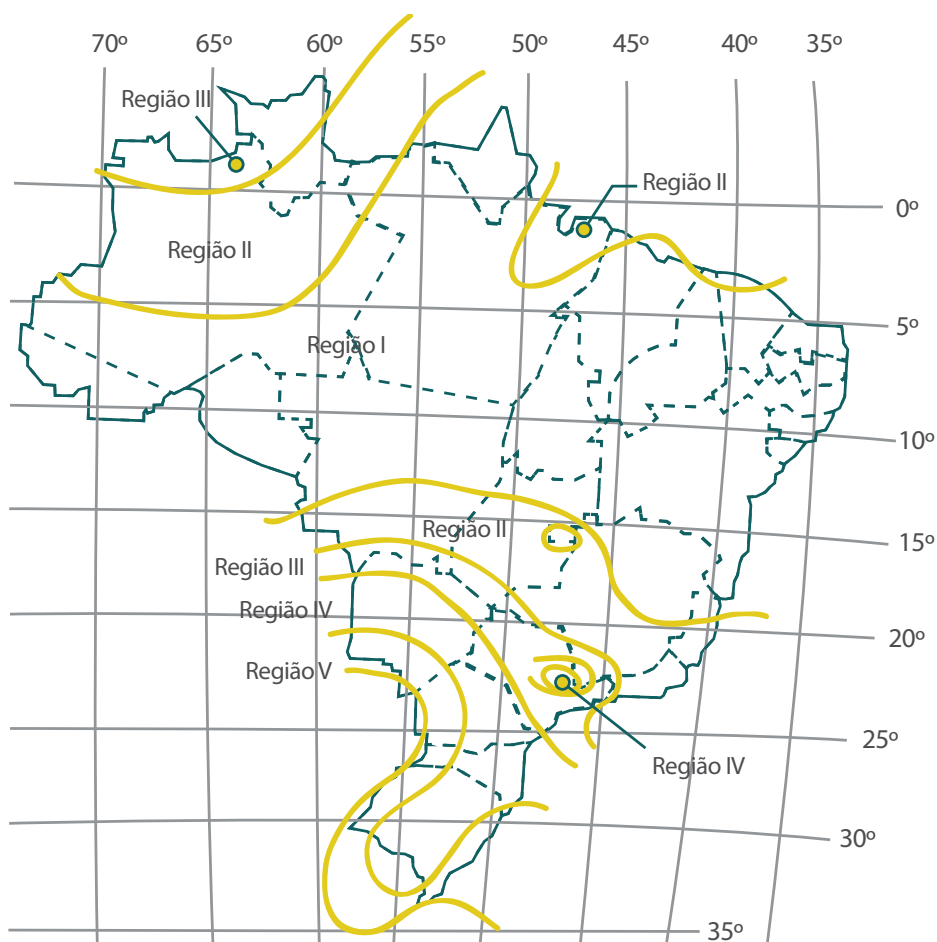 70º 65º 60º 55º 50º 45º 40º 35º
Região III
Região II
0º
Região II
5º
Região I
10º
Região II
15º
Região III
Região IV
20º
Região V
25º
Região IV
30º
35º